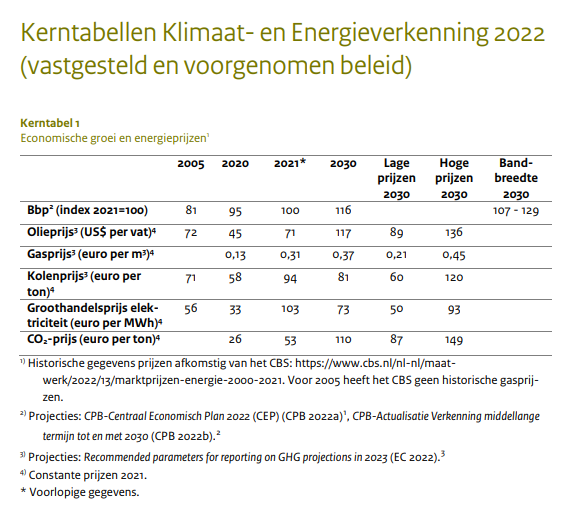 Kerntabellen Klimaat- en Energieverkenning 2022
(vastgesteld en voorgenomen beleid)
Kerntabel 1
Economische groei en energieprijzen¹
2005 2020 2021* 2030 Lage prijzen 2030 Hoge prijzen 2030 Band-breedte 2030
Bbp² (index 2021=100) 81 95 100 116 107 - 129
Olieprijs³ (US$ per vat)⁴ 72 45 71 117 89 136
Gasprijs³ (euro per m³)⁴ 0,13 0,31 0,37 0,21 0,45
Kolenprijs³ (euro per
ton)⁴ 71 58 94 81 60 120
Groothandelsprijs elek-
triciteit (euro per MWh)⁴ 56 33 103 73 50 93
CO₂-prijs (euro per ton)⁴ 26 53 110 87 149
¹⁾ Historische gegevens prijzen afkomstig van het CBS: https://www.cbs.nl/nl-nl/maat-
werk/2022/13/marktprijzen-energie-2000-2021. Voor 2005 heeft het CBS geen historische gasprij-
zen.
²⁾ Projecties: CPB-Centraal Economisch Plan 2022 (CEP) (CPB 2022a)¹, CPB-Actualisatie Verkenning middellange
termijn tot en met 2030 (CPB 2022b).²
³⁾ Projecties: Recommended parameters for reporting on GHG projections in 2023 (EC 2022).³
⁴⁾ Constante prijzen 2021.
* Voorlopige gegevens.